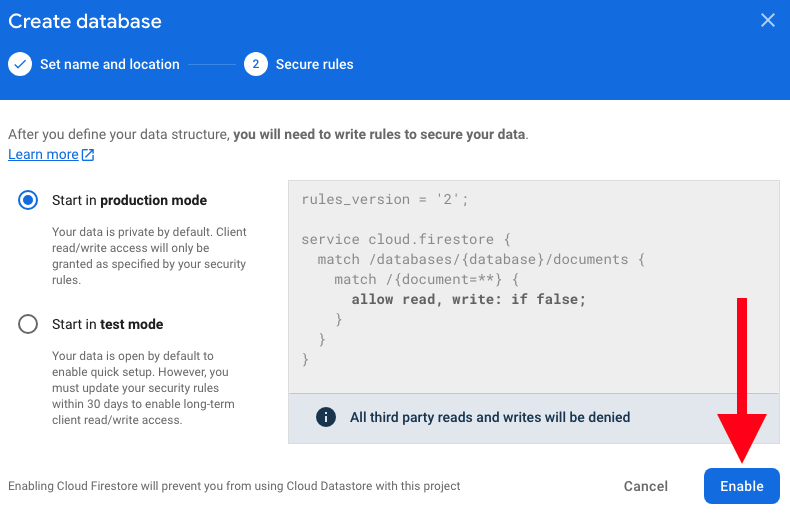 Create database
Set name and location
2 Secure rules
After you define your data structure, you will need to write rules to secure your data.
Learn more
Start in production mode
Your data is private by default. Client
read/write access will only be
granted as specified by your security
rules.
Start in test mode
Your data is open by default to
enable quick setup. However, you
must update your security rules
within 30 days to enable long-term
client read/write access.
rules_version = '2';
service cloud.firestore {
  match /databases/{database}/documents {
    match /{document=**} {
      allow read, write: if false;
    }
  }
}
All third party reads and writes will be denied
Enabling Cloud Firestore will prevent you from using Cloud Datastore with this project
Cancel
Enable